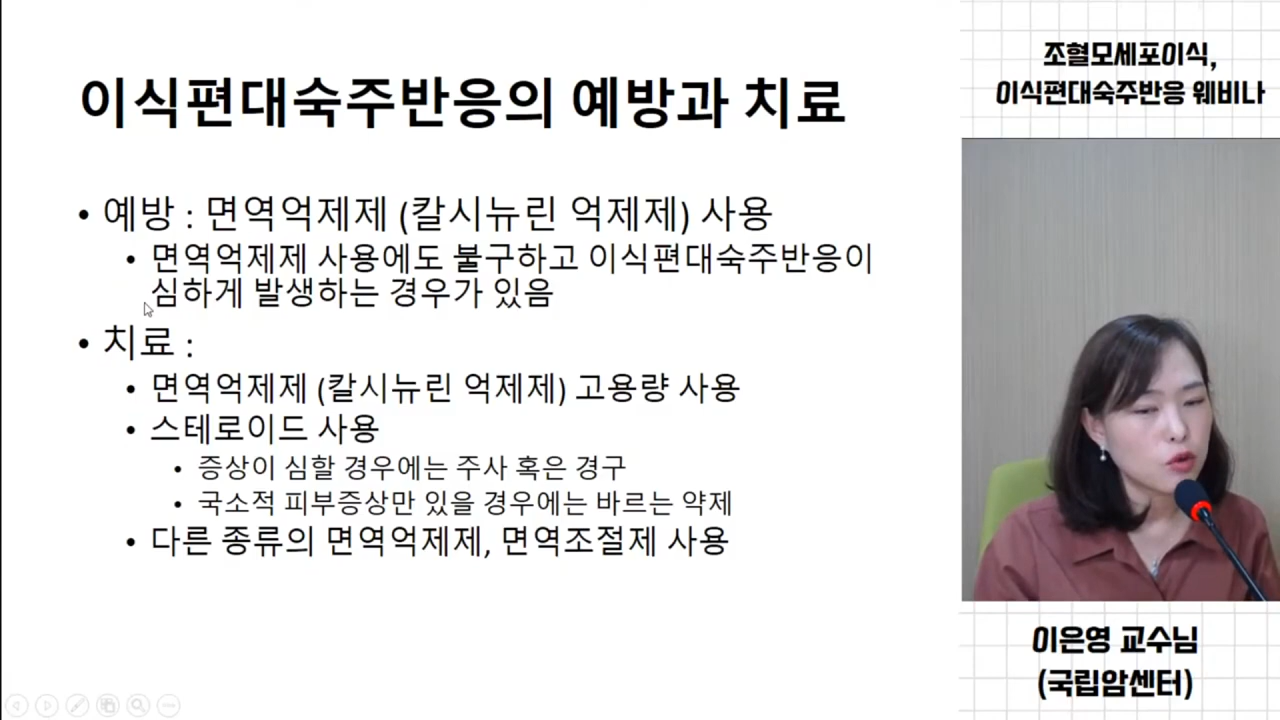 이식편대숙주반응의 예방과 치료
• 예방 : 면역억제제 (칼시뉴린 억제제) 사용
• 면역억제제 사용에도 불구하고 이식편대숙주반응이
심하게 발생하는 경우가 있음
• 치료 :
• 면역억제제 (칼시뉴린 억제제) 고용량 사용
• 스테로이드 사용
• 증상이 심할 경우에는 주사 혹은 경구
• 국소적 피부증상만 있을 경우에는 바르는 약제
• 다른 종류의 면역억제제, 면역조절제 사용
조혈모세포이식,
이식편대숙주반응 웨비나
이은영 교수님
(국립암센터)